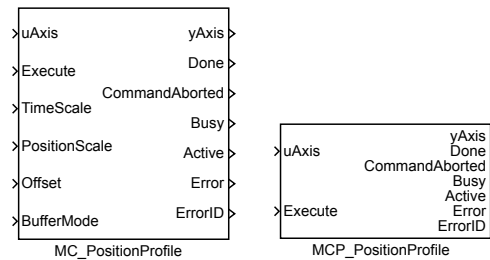 uAxis
Execute
TimeScale
PositionScale
Offset
BufferMode
yAxis
Done
CommandAborted
Busy
Active
Error
ErrorID
MC_PositionProfile
uAxis
Execute
yAxis
Done
CommandAborted
Busy
Active
Error
ErrorID
MCP_PositionProfile